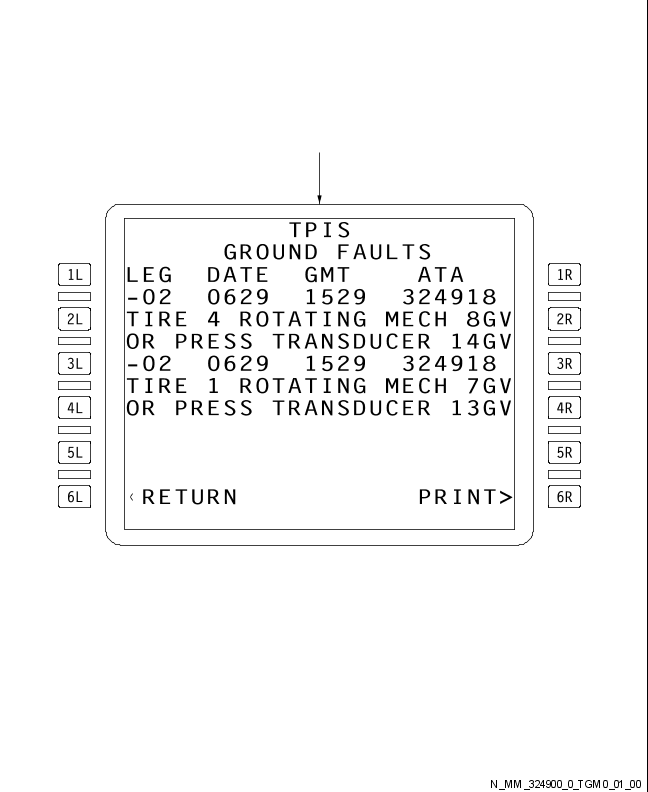 TPIS
GROUND FAULTS
1L LEG DATE GMT ATA 1R
-02 0629 1529 324918
2L TIRE 4 ROTATING MECH 8GV 2R
OR PRESS TRANSDUCER 14GV
3L -02 0629 1529 324918 3R
TIRE 1 ROTATING MECH 7GV
4L OR PRESS TRANSDUCER 13GV 4R
5L 5R
6L <RETURN PRINT> 6R
N_MM_324900_0_TGM0_01_00